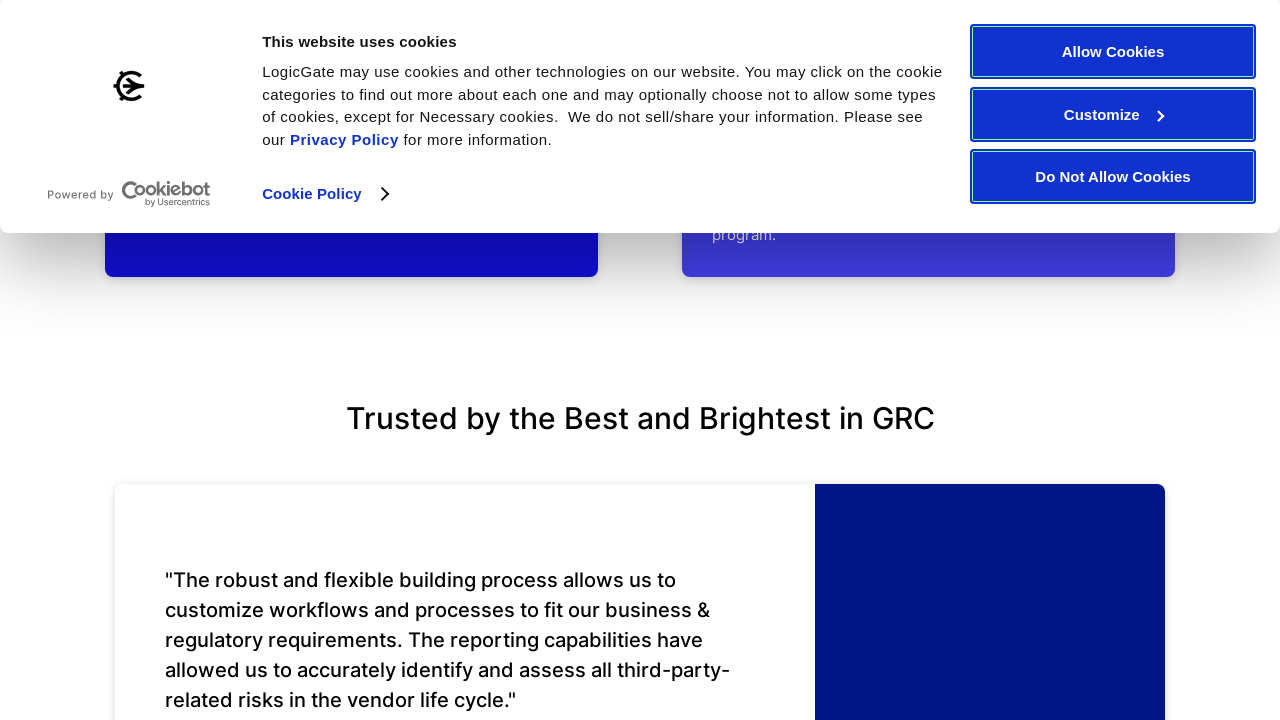 This website uses cookies
LogicGate may use cookies and other technologies on our website. You may click on the cookie
categories to find out more about each one and may optionally choose not to allow some types
of cookies, except for Necessary cookies.  We do not sell/share your information. Please see
our Privacy Policy for more information.
Cookie Policy
Powered by Cookiebot
by Usercentrics
Allow Cookies
Customize
Do Not Allow Cookies
program.
Trusted by the Best and Brightest in GRC
"The robust and flexible building process allows us to
customize workflows and processes to fit our business &
regulatory requirements. The reporting capabilities have
allowed us to accurately identify and assess all third-party-
related risks in the vendor life cycle."